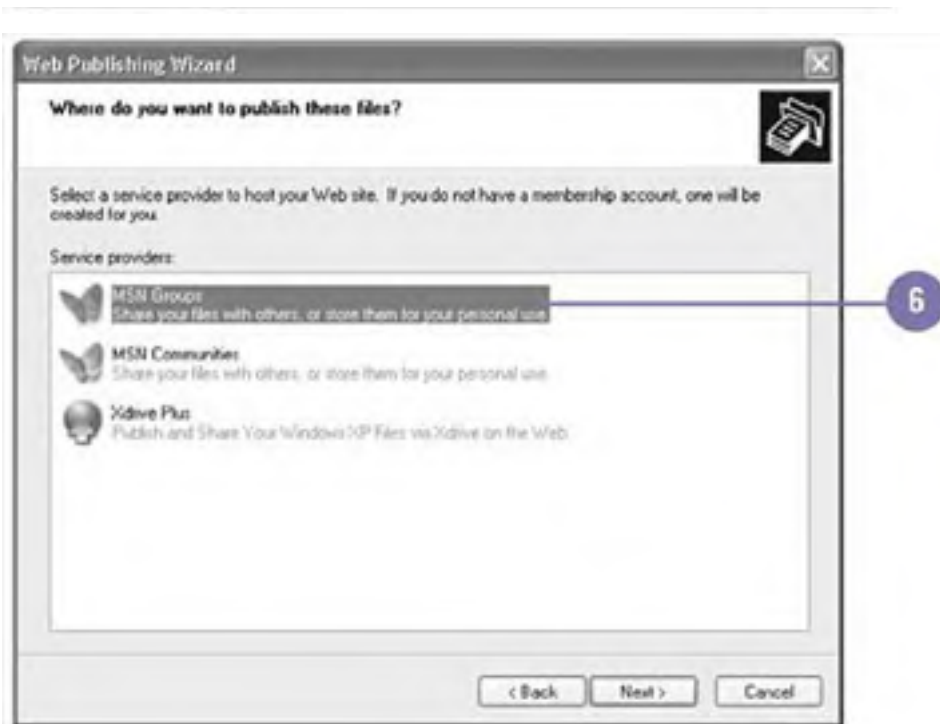 Web Publishing Wizard
Where do you want to publish these files?
Select a service provider to host your Web site. If you do not have a membership account, one will be
created for you.
Service providers:
MSN Groups
Share your files with others, or store them for your personal use.
MSN Communities
Share your files with others, or store them for your personal use.
Xdrive Plus
Publish and Share Your Windows XP Files via Xdrive on the Web
6
< Back
Next >
Cancel